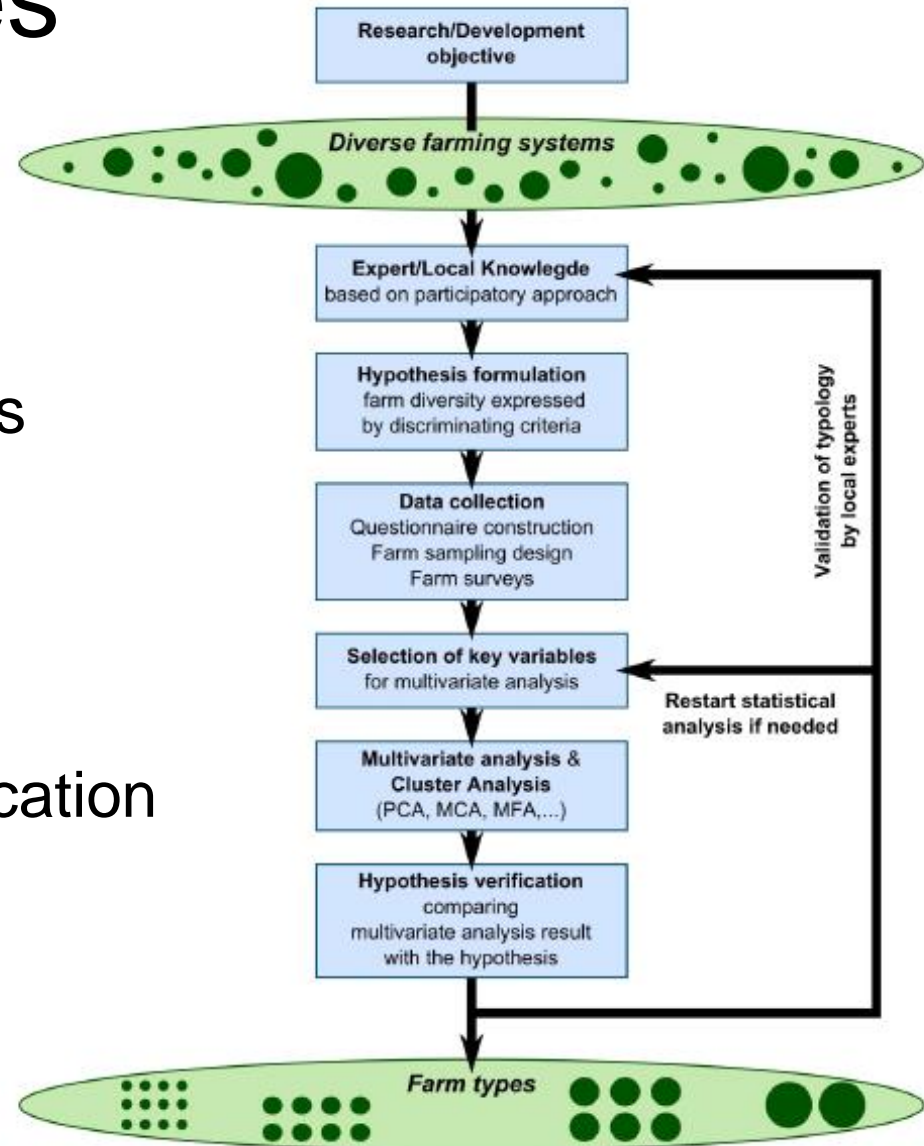 es
Research/Development
objective
Diverse farming systems
Expert/Local Knowlegde
based on participatory approach
Hypothesis formulation
farm diversity expressed
by discriminating criteria
s
Data collection
Questionnaire construction
Farm sampling design
Farm surveys
Validation of typology
by local experts
Selection of key variables
for multivariate analysis
Restart statistical
analysis if needed
Multivariate analysis &
Cluster Analysis
(PCA, MCA, MFA,...)
cation
Hypothesis verification
comparing
multivariate analysis result
with the hypothesis
Farm types